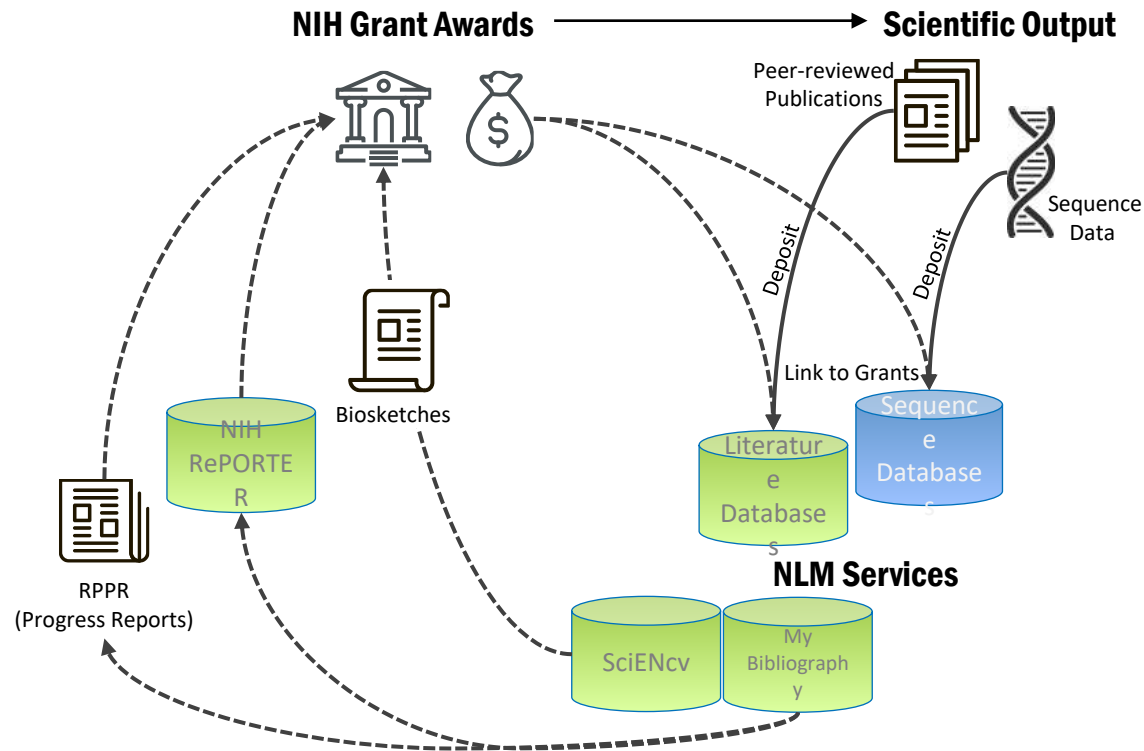 NIH Grant Awards
Scientific Output
Peer-reviewed
Publications
$
Sequence
Data
Deposit
Deposit
Link to Grants
Biosketches
NIH
RePORTE
R
Sequenc
e
Database
s
Literatur
e
Database
s
RPPR
(Progress Reports)
NLM Services
SciENcv
My
Bibliograph
y